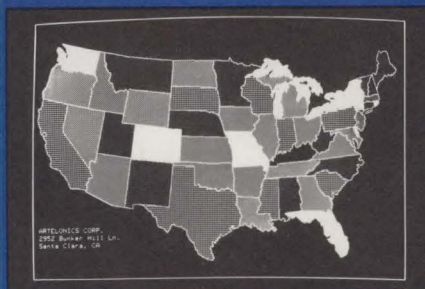 ARTELONICS CORP.
2952 Bunker Hill Ln.
Santa Clara, CA